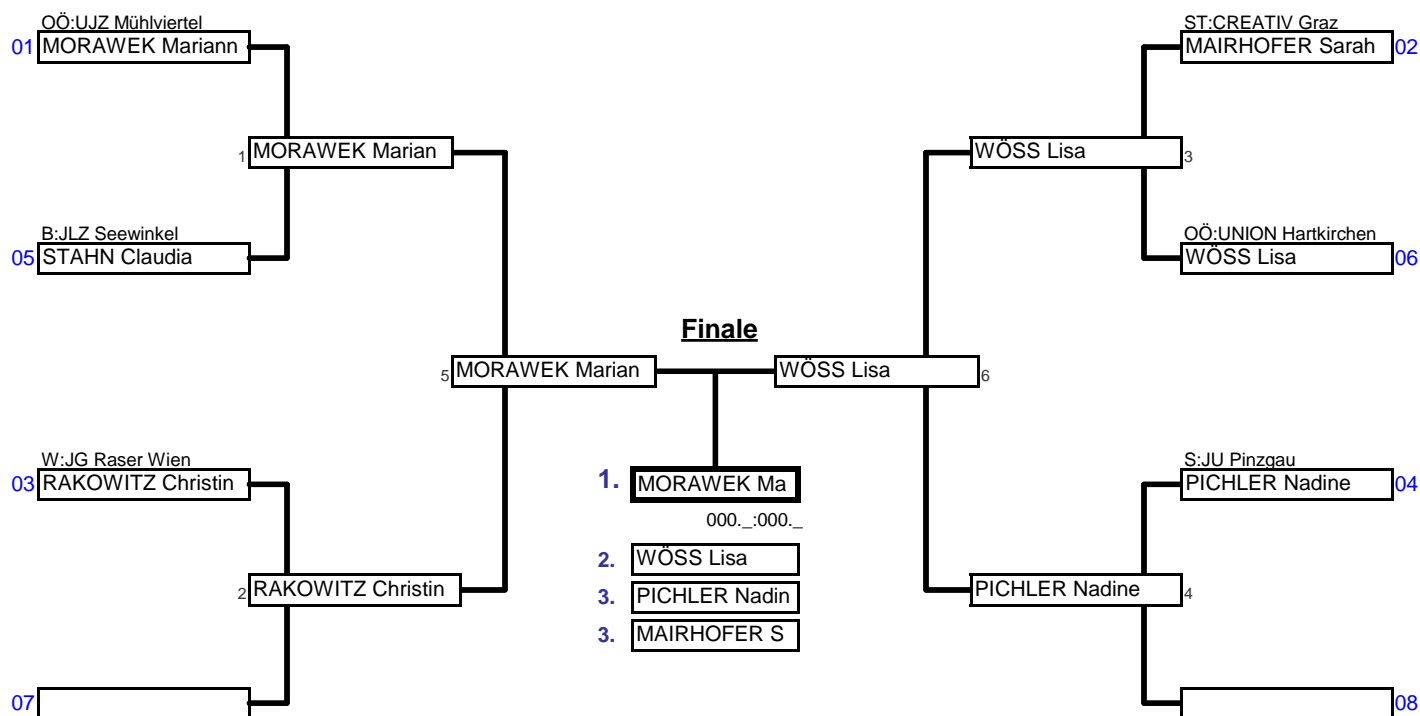 OÖ:UJZ Mühlviertel
01 MORAWEK Mariann
ST:CREATIV Graz
MAIRHOFER Sarah 02
1 MORAWEK Marian
WÖSS Lisa 3
B:JLZ Seewinkel
05 STAHN Claudia
OÖ:UNION Hartkirchen
WÖSS Lisa 06
Finale
5 MORAWEK Marian
WÖSS Lisa 6
W:JG Raser Wien
03 RAKOWITZ Christin
S:JU Pinzgau
PICHLER Nadine 04
1. MORAWEK Ma
000._:000._
2. WÖSS Lisa
3. PICHLER Nadin
3. MAIRHOFER S
2 RAKOWITZ Christin
PICHLER Nadine 4
07
08